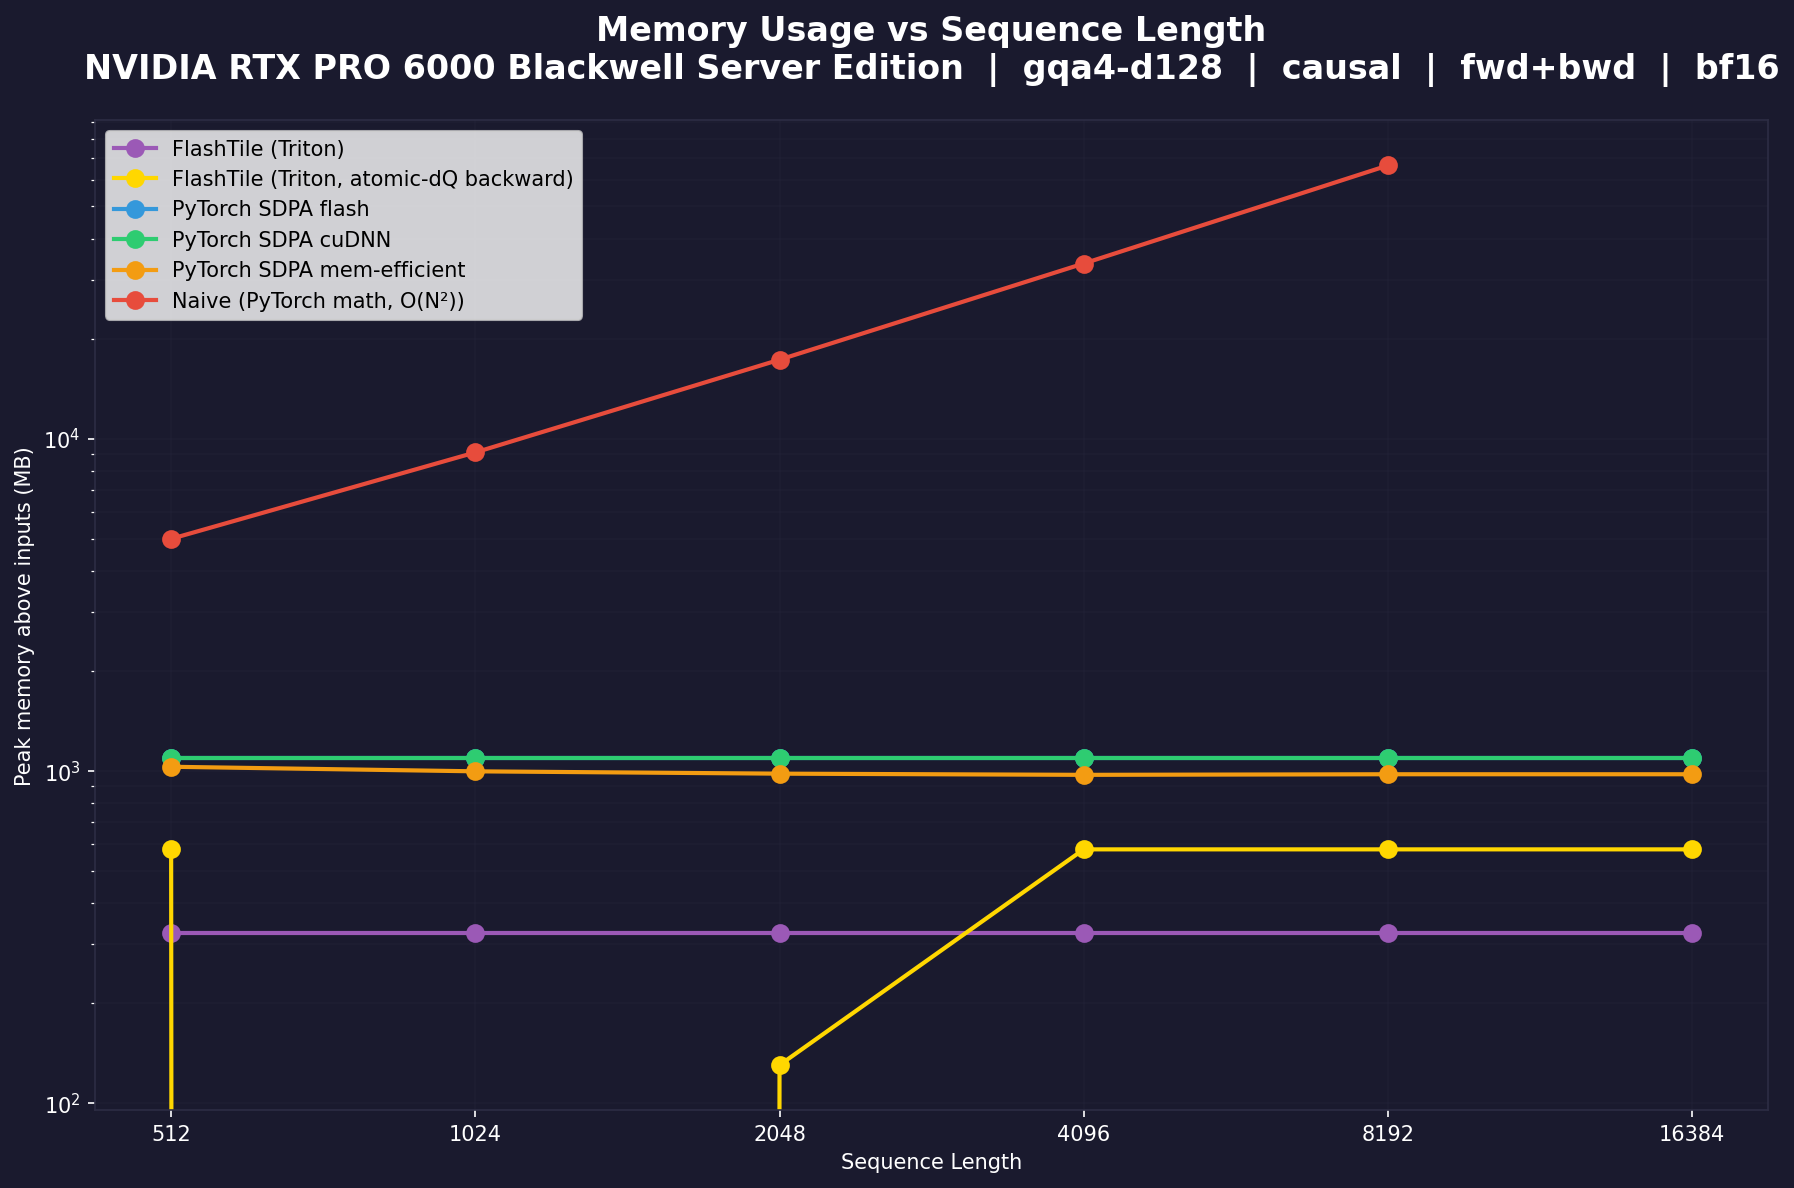 Memory Usage vs Sequence Length
NVIDIA RTX PRO 6000 Blackwell Server Edition | gqa4-d128 | causal | fwd+bwd | bf16
FlashTile (Triton)
FlashTile (Triton, atomic-dQ backward)
PyTorch SDPA flash
PyTorch SDPA cuDNN
PyTorch SDPA mem-efficient
Naive (PyTorch math, O(N²))
Peak memory above inputs (MB)
10⁴
10³
10²
512 1024 2048 4096 8192 16384
Sequence Length